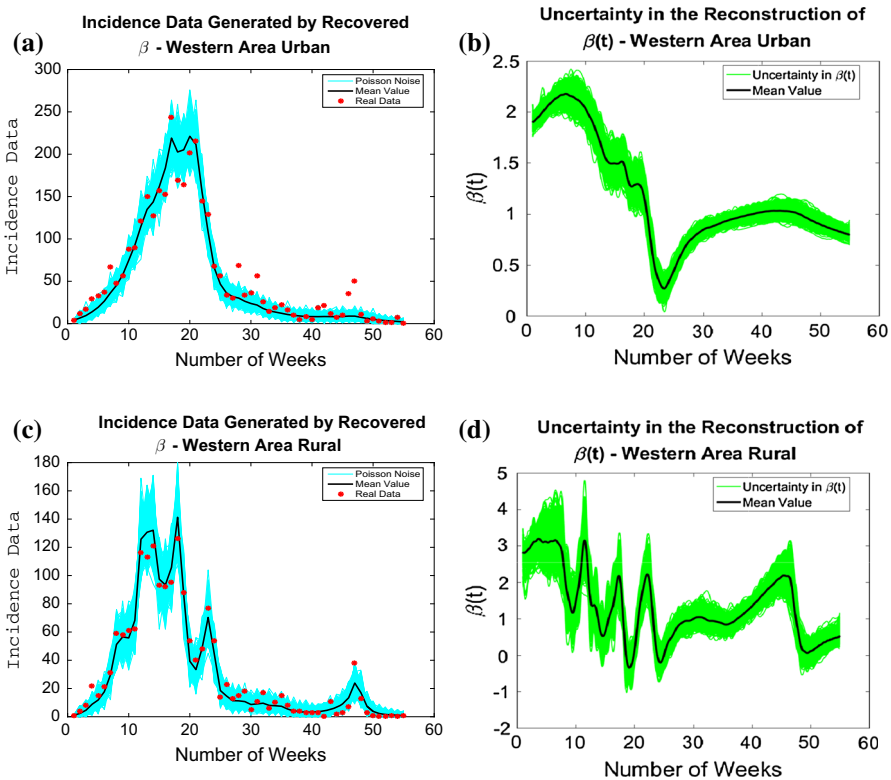 (a)
Incidence Data Generated by Recovered
β - Western Area Urban
300
250
200
150
100
50
0
Incidence Data
Poisson Noise
Mean Value
Real Data
0 10 20 30 40 50 60
Number of Weeks
(b)
Uncertainty in the Reconstruction of
β(t) - Western Area Urban
2.5
2
1.5
1
0.5
0
β(t)
Uncertainty in β(t)
Mean Value
0 10 20 30 40 50 60
Number of Weeks
(c)
Incidence Data Generated by Recovered
β - Western Area Rural
180
160
140
120
100
80
60
40
20
0
Incidence Data
Poisson Noise
Mean Value
Real Data
0 10 20 30 40 50 60
Number of Weeks
(d)
Uncertainty in the Reconstruction of
β(t) - Western Area Rural
5
4
3
2
1
0
-1
-2
β(t)
Uncertainty in β(t)
Mean Value
0 10 20 30 40 50 60
Number of Weeks